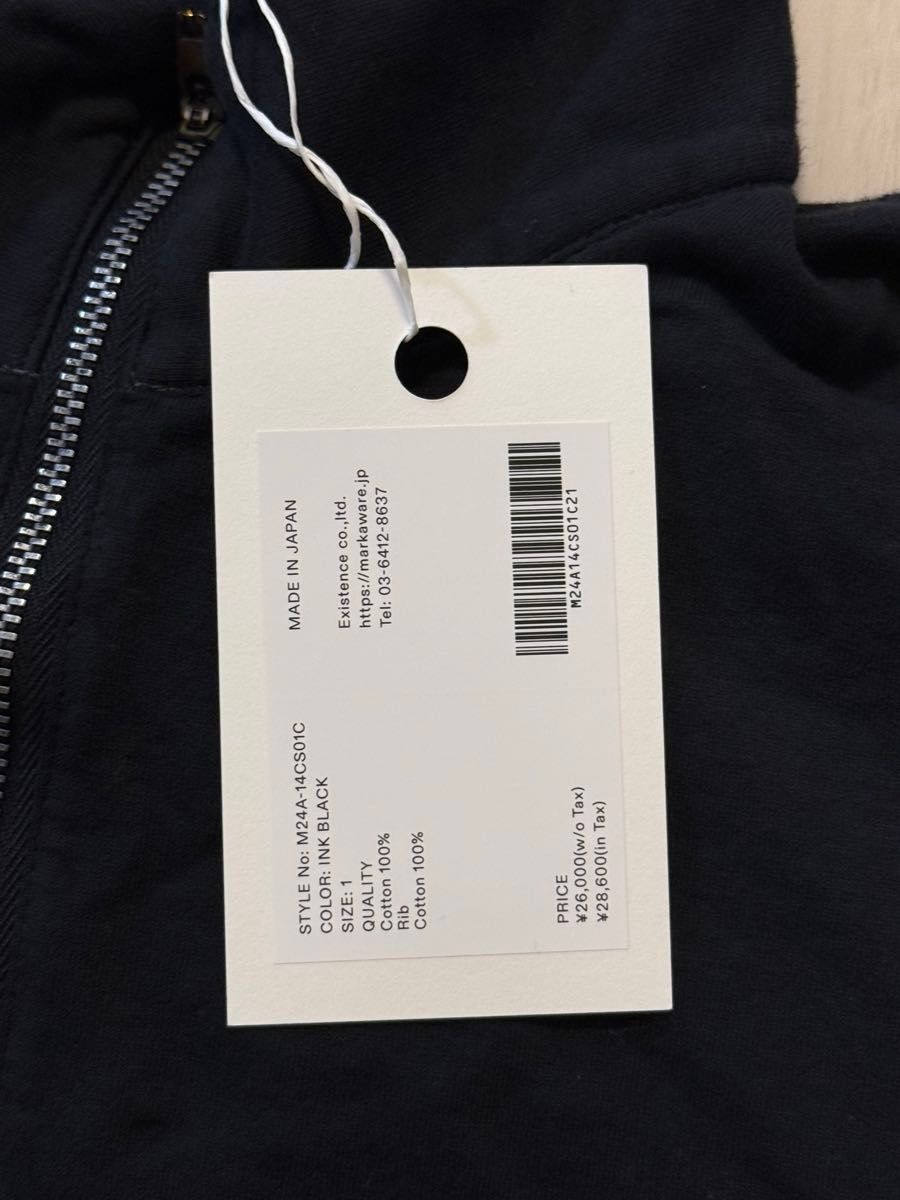 STYLE No: M24A-14CS01C
COLOR: INK BLACK
SIZE: 1
QUALITY
Cotton 100%
Rib
Cotton 100%
PRICE
¥26,000(w/o Tax)
¥28,600(in Tax)
MADE IN JAPAN
Existence co.,ltd.
https://markaware.jp
Tel: 03-6412-8637
M24A14CS01C21